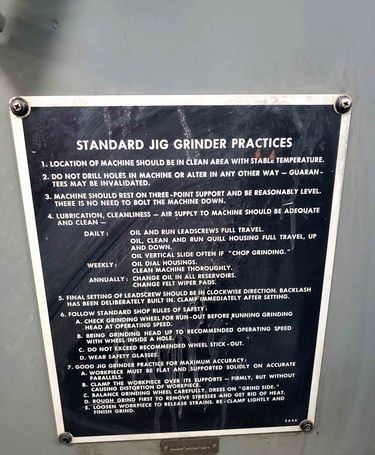 STANDARD JIG GRINDER PRACTICES
1. LOCATION OF MACHINE SHOULD BE IN CLEAN AREA WITH STABLE TEMPERATURE.
2. DO NOT DRILL HOLES IN MACHINE OR ALTER IN ANY OTHER WAY — GUARAN-
TEES MAY BE INVALIDATED.
3. MACHINE SHOULD REST ON THREE-POINT SUPPORT AND BE REASONABLY LEVEL.
THERE IS NO NEED TO BOLT THE MACHINE DOWN.
4. LUBRICATION, CLEANLINESS — AIR SUPPLY TO MACHINE SHOULD BE ADEQUATE
AND CLEAN —
DAILY: OIL AND RUN LEADSCREWS FULL TRAVEL.
OIL, CLEAN AND RUN QUILL HOUSING FULL TRAVEL, UP
AND DOWN.
OIL VERTICAL SLIDE OFTEN IF "CHOP GRINDING."
WEEKLY: OIL DIAL HOUSINGS.
CLEAN MACHINE THOROUGHLY.
ANNUALLY: CHANGE OIL IN ALL RESERVOIRS.
CHANGE FELT WIPER PADS.
5. FINAL SETTING OF LEADSCREW SHOULD BE IN CLOCKWISE DIRECTION. BACKLASH
HAS BEEN DELIBERATELY BUILT IN. CLAMP IMMEDIATELY AFTER SETTING.
6. FOLLOW STANDARD SHOP RULES OF SAFETY:
A. CHECK GRINDING WHEEL FOR RUN-OUT BEFORE RUNNING GRINDING
HEAD AT OPERATING SPEED.
B. BRING GRINDING HEAD UP TO RECOMMENDED OPERATING SPEED
WITH WHEEL INSIDE A HOLE.
C. DO NOT EXCEED RECOMMENDED WHEEL STICK-OUT.
D. WEAR SAFETY GLASSES.
7. GOOD JIG GRINDER PRACTICE FOR MAXIMUM ACCURACY:
A. WORKPIECE MUST BE FLAT AND SUPPORTED SOLIDLY ON ACCURATE
PARALLELS.
B. CLAMP THE WORKPIECE OVER ITS SUPPORTS — FIRMLY, BUT WITHOUT
CAUSING DISTORTION OF WORKPIECE.
C. BALANCE GRINDING WHEEL CAREFULLY, DRESS ON "GRIND SIDE."
D. ROUGH GRIND FIRST TO REMOVE STRESSES AND GET RID OF HEAT.
E. LOOSEN WORKPIECE TO RELEASE STRAINS. RE-CLAMP LIGHTLY AND
FINISH GRIND.